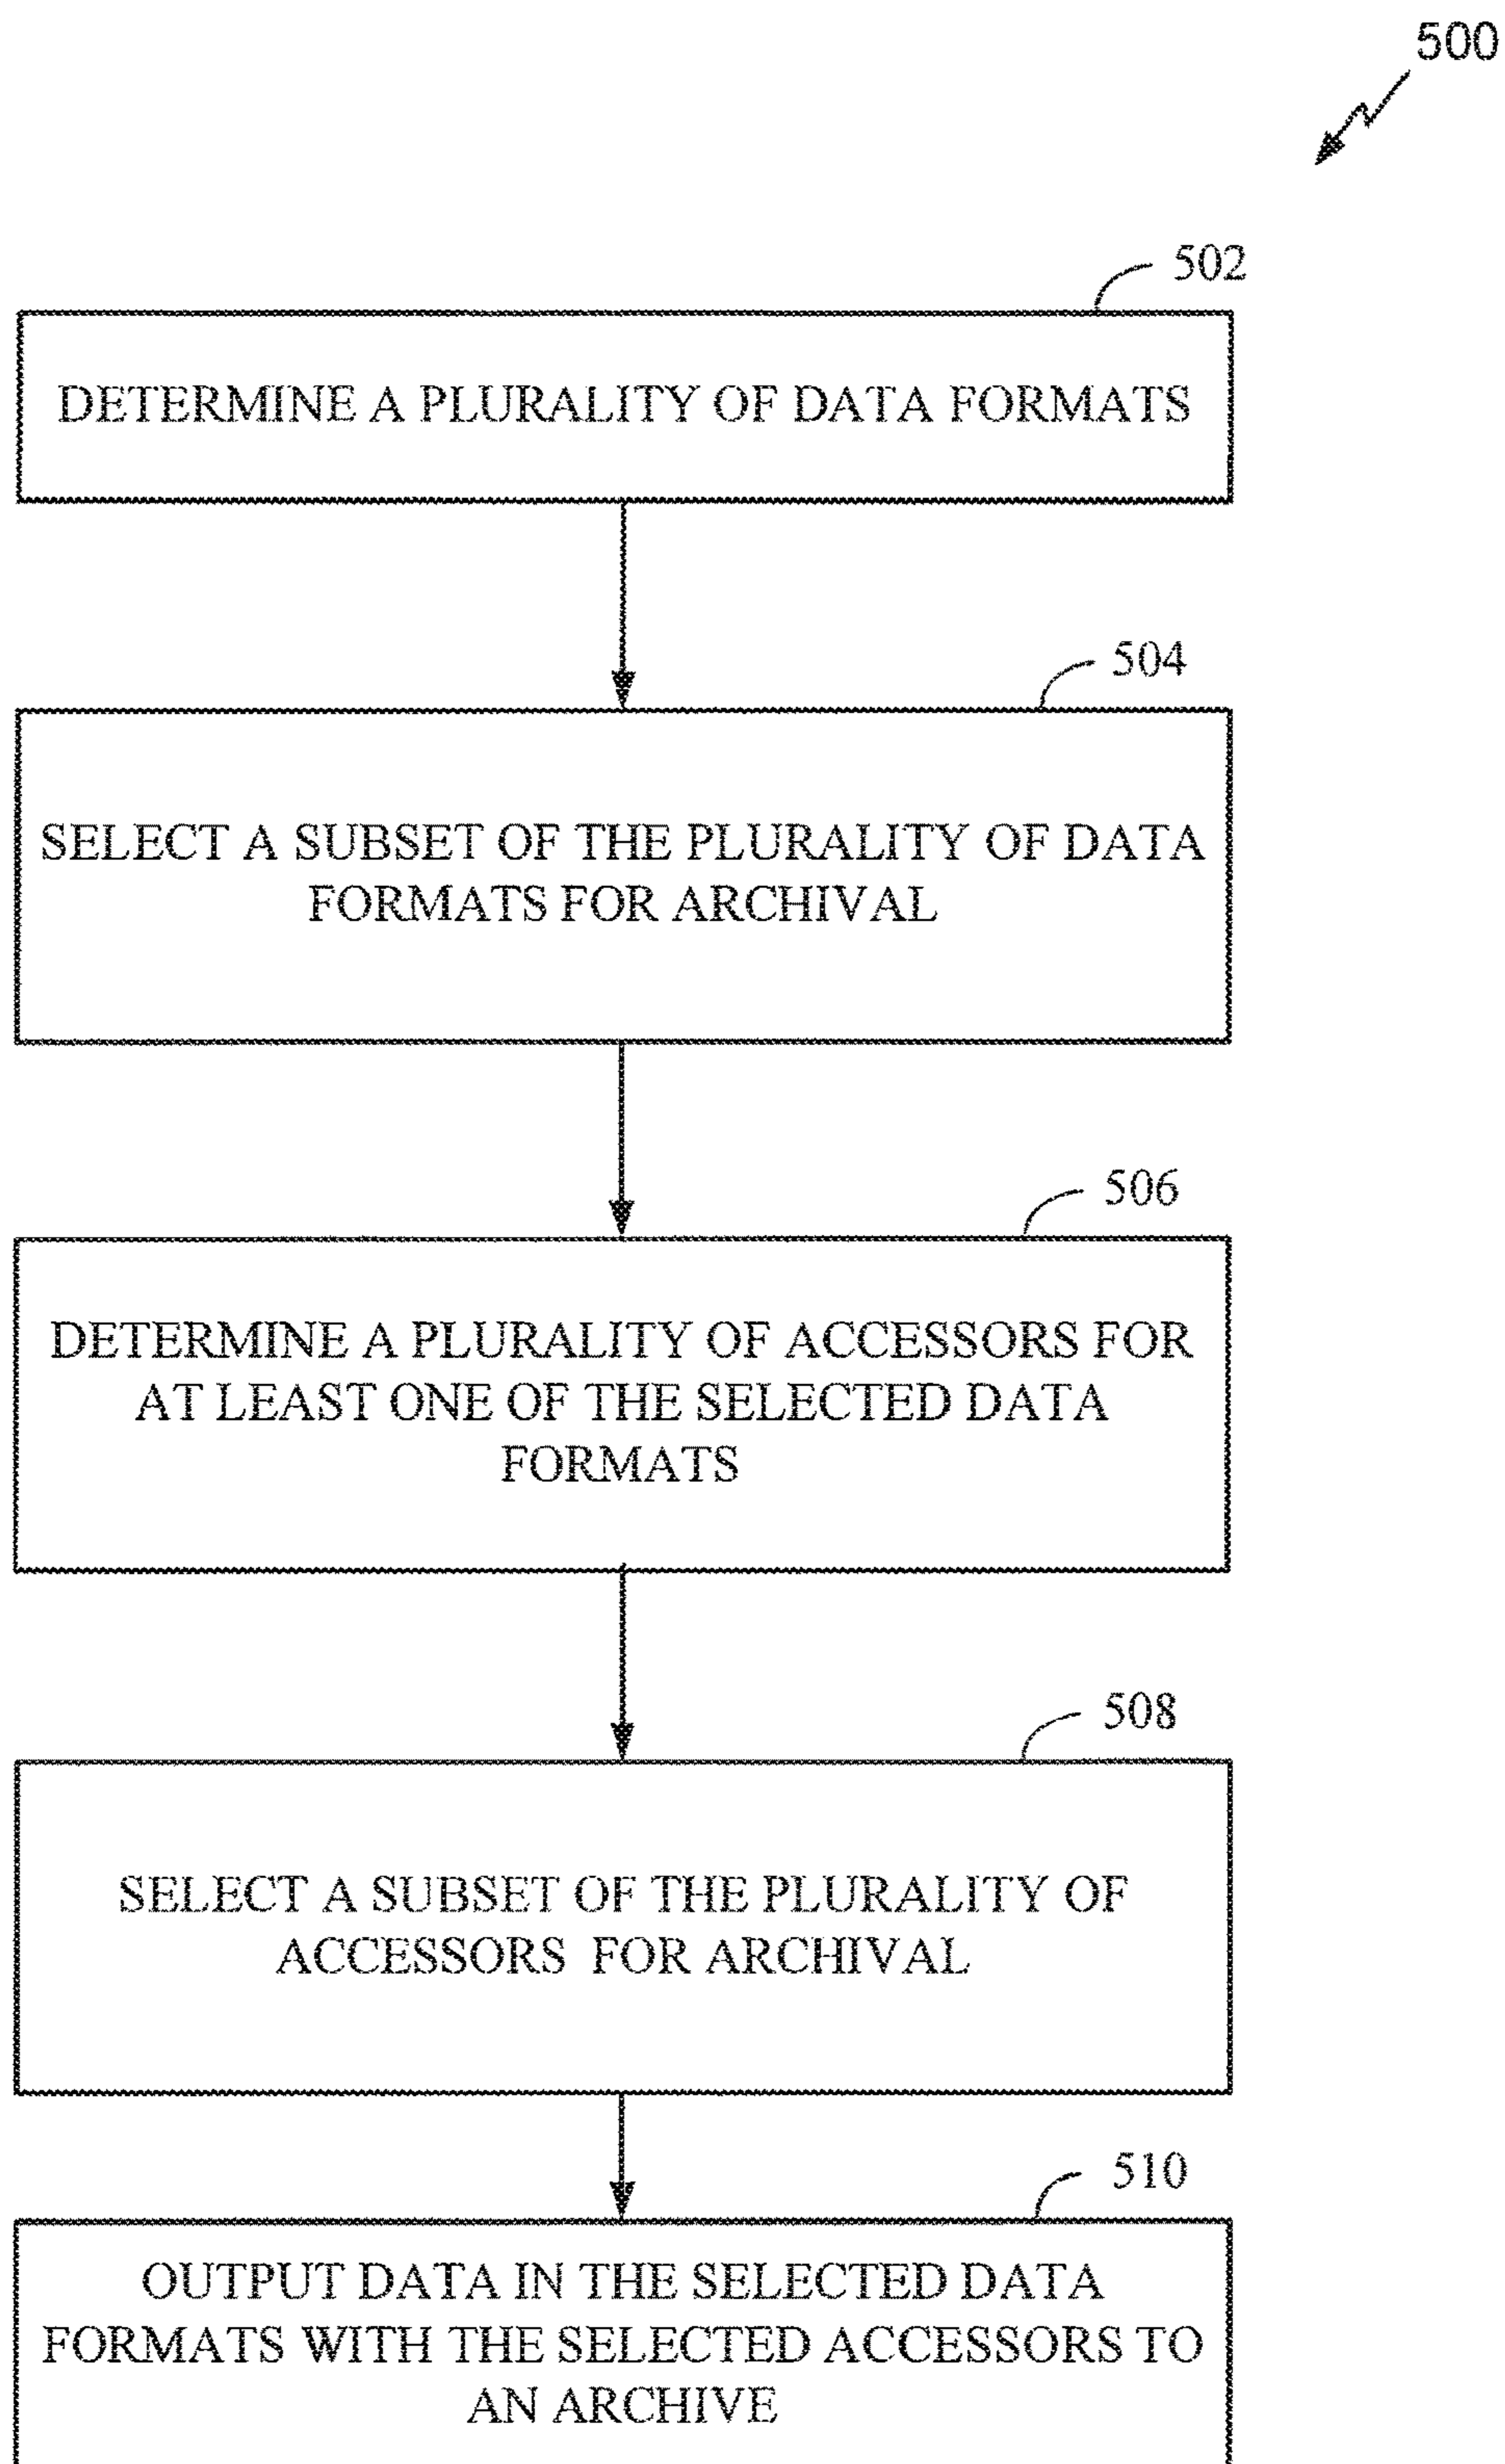 500
502
DETERMINE A PLURALITY OF DATA FORMATS
504
SELECT A SUBSET OF THE PLURALITY OF DATA
FORMATS FOR ARCHIVAL
506
DETERMINE A PLURALITY OF ACCESSORS FOR
AT LEAST ONE OF THE SELECTED DATA
FORMATS
508
SELECT A SUBSET OF THE PLURALITY OF
ACCESSORS FOR ARCHIVAL
510
OUTPUT DATA IN THE SELECTED DATA
FORMATS WITH THE SELECTED ACCESSORS TO
AN ARCHIVE